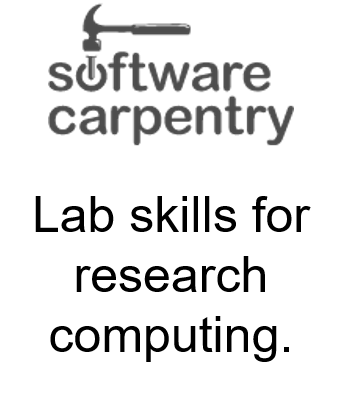 software
carpentry
Lab skills for
research
computing.